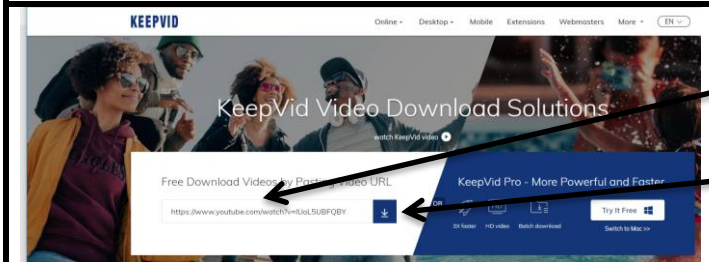 KEEPVID
Online Desktop Mobile Extensions Webmasters More EN
KeepVid Video Download Solutions
watch KeepVid video
Free Download Videos by Pasting Video URL
https://www.youtube.com/watch?v=IUoL5UBFQBY
KeepVid Pro - More Powerful and Faster
OR
HD
3X faster HD video Batch download
Try It Free
Switch to Mac >>